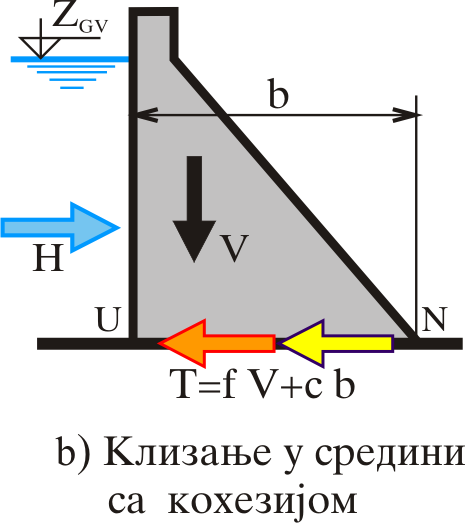 Z_GV
b
H
V
U
N
T=f V+c b
b) Клизање у средини
са кохезијом